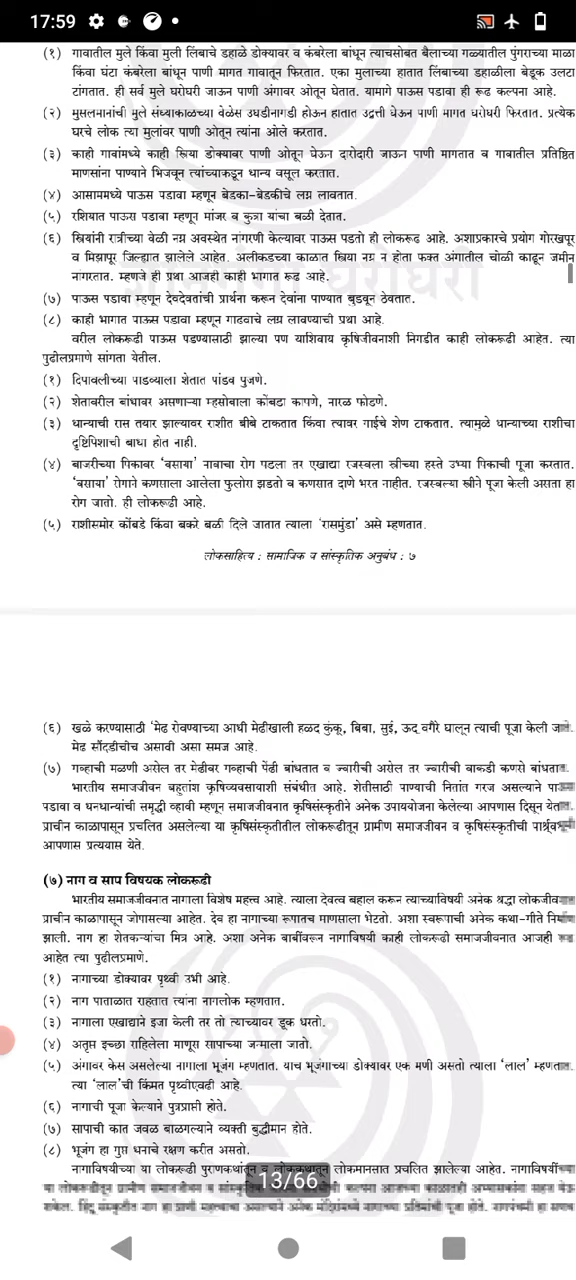 17:59
(१) गावातील मुले किंवा मुली लिंबाचे डहाळे डोक्यावर व कंबरेला बांधून त्याचसोबत बैलाच्या गळ्यातील घुंगराच्या माळा
किंवा घंटा कंबरेला बांधून पाणी मागत गावातून फिरतात. एका मुलाच्या हातात लिंबाच्या डहाळीला बेडूक उलटा
टांगतात. ही सर्व मुले घरोघरी जाऊन पाणी अंगावर ओतून घेतात. यामागे पाऊस पडावा ही रूढ कल्पना आहे.
(२) मुसलमानांची मुले संध्याकाळच्या वेळेस उघडीनागडी होऊन हातात उदबत्ती घेऊन पाणी मागत घरोघरी फिरतात. प्रत्येक
घरचे लोक त्या मुलांवर पाणी ओतून त्यांना ओले करतात.
(३) काही गावांमध्ये काही स्त्रिया डोक्यावर पाणी ओतून घेऊन दारोदारी जाऊन पाणी मागतात व गावातील प्रतिष्ठित
माणसांना पाण्याने भिजवून त्यांच्याकडून धान्य वसूल करतात.
(४) आसाममध्ये पाऊस पडावा म्हणून बेडका-बेडकीचे लग्न लावतात.
(५) रशियात पाऊस पडावा म्हणून मांजर व कुत्रा यांचा बळी देतात.
(६) स्त्रियांनी रात्रीच्या वेळी नग्न अवस्थेत नांगरणी केल्यावर पाऊस पडतो ही लोकरूढ आहे. अशाप्रकारचे प्रयोग गोरखपूर
व मिर्झापूर जिल्ह्यात झालेले आहेत. अलीकडच्या काळात स्त्रिया नग्न न होता फक्त अंगातील चोळी काढून जमीन
नांगरतात. म्हणजे ही प्रथा आजही काही भागात रूढ आहे.
(७) पाऊस पडावा म्हणून देवदेवतांची प्रार्थना करून देवांना पाण्यात बुडवून ठेवतात.
(८) काही भागात पाऊस पडावा म्हणून गाढवाचे लग्न लावण्याची प्रथा आहे.
वरील लोकरूढी पाऊस पडण्यासाठी झाल्या पण याशिवाय कृषिजीवनाशी निगडीत काही लोकरूढी आहेत. त्या
पुढीलप्रमाणे सांगता येतील.
(१) दिपावलीच्या पाडव्याला शेतात पांडव पुजणे.
(२) शेतावरील बांधावर असणाऱ्या म्हसोबाला कोंबडा कापणे, नारळ फोडणे.
(३) धान्याची रास तयार झाल्यावर राशीत बीबे टाकतात किंवा त्यावर गाईचे शेण टाकतात. त्यामुळे धान्याच्या राशीचा
दृष्टिपिशाची बाधा होत नाही.
(४) बाजरीच्या पिकावर 'बसाया' नावाचा रोग पडला तर एखाद्या रजस्वला स्त्रीच्या हस्ते उभ्या पिकाची पूजा करतात.
'बसाया' रोगाने कणसाला आलेला फुलोरा झडतो व कणसात दाणे भरत नाहीत. रजस्वल्या स्त्रीने पूजा केली असता हा
रोग जातो. ही लोकरूढी आहे.
(५) राशीसमोर कोंबडे किंवा बकरे बळी दिले जातात त्याला 'रासमुंडा' असे म्हणतात.
लोकसाहित्य : सामाजिक व सांस्कृतिक अनुबंध : ७
(६) खळे करण्यासाठी 'मेढ रोवण्याच्या आधी मेढीखाली हळद कुंकू, बिबा, सुई, ऊद वगैरे घालून त्याची पूजा केली जाते.
मेढ सौंदडीचीच असावी असा समज आहे.
(७) गव्हाची मळणी असेल तर मेढीवर गव्हाची पेंढी बांधतात व ज्वारीची असेल तर ज्वारीची बाकडी कणसे बांधतात.
भारतीय समाजजीवन बहुतांश कृषिव्यवसायाशी संबंधीत आहे. शेतीसाठी पाण्याची नितांत गरज असल्याने पाऊस
पडावा व धनधान्यांची समृद्धी व्हावी म्हणून समाजजीवनात कृषिसंस्कृतीने अनेक उपाययोजना केलेल्या आपणास दिसून येतात.
प्राचीन काळापासून प्रचलित असलेल्या या कृषिसंस्कृतीतील लोकरूढीतून ग्रामीण समाजजीवन व कृषिसंस्कृतीची पार्श्वभूमी
आपणास प्रत्ययास येते.
(७) नाग व साप विषयक लोकरूढी
भारतीय समाजजीवनात नागाला विशेष महत्त्व आहे. त्याला देवत्व बहाल करून त्याच्याविषयी अनेक श्रद्धा लोकजीवनात
प्राचीन काळापासून जोपासल्या आहेत. देव हा नागाच्या रूपातच माणसाला भेटतो. अशा स्वरूपाची अनेक कथा-गीते निर्माण
झाली. नाग हा शेतकऱ्यांचा मित्र आहे. अशा अनेक बाबींवरून नागाविषयी काही लोकरूढी समाजजीवनात आजही रूढ
आहेत त्या पुढीलप्रमाणे.
(१) नागाच्या डोक्यावर पृथ्वी उभी आहे.
(२) नाग पाताळात राहतात त्यांना नागलोक म्हणतात.
(३) नागाला एखाद्याने इजा केली तर तो त्याच्यावर डूक धरतो.
(४) अतृप्त इच्छा राहिलेला माणूस सापाच्या जन्माला जातो.
(५) अंगावर केस असलेल्या नागाला भूजंग म्हणतात. याच भूजंगाच्या डोक्यावर एक मणी असतो त्याला 'लाल' म्हणतात.
त्या 'लाल'ची किंमत पृथ्वीएवढी आहे.
(६) नागाची पूजा केल्याने पुत्रप्राप्ती होते.
(७) सापाची कात जवळ बाळगल्याने व्यक्ती बुद्धीमान होते.
(८) भूजंग हा गुप्त धनाचे रक्षण करीत असतो.
नागाविषयीच्या या लोकरूढी पुराणकथांतून व लोककथातून लोकमानसात प्रचलित झालेल्या आहेत. नागाविषयींच्या
13/66